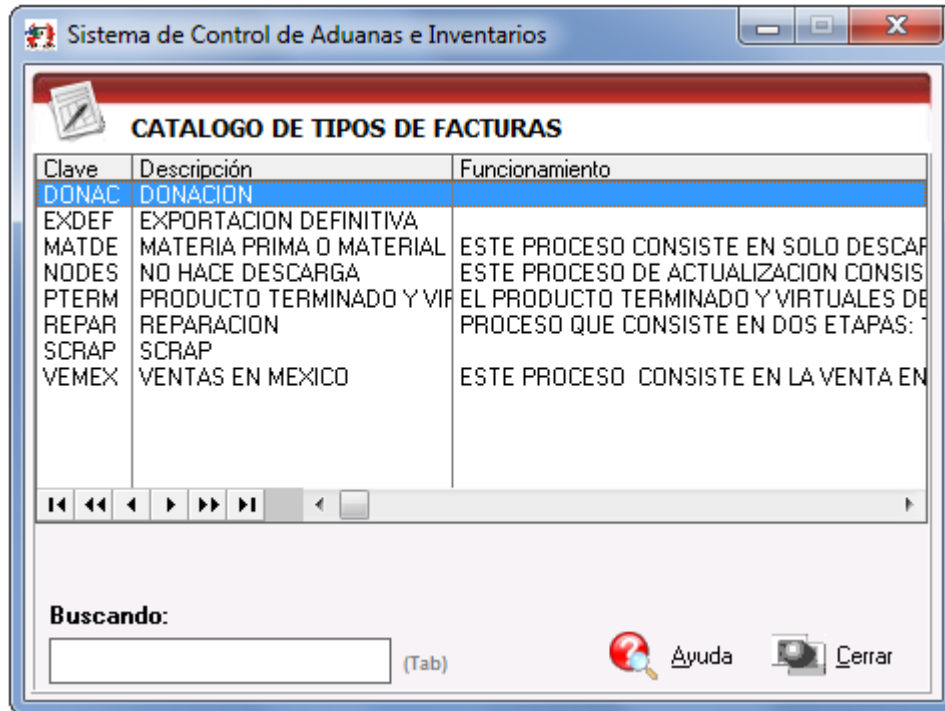 Sistema de Control de Aduanas e Inventarios
CATALOGO DE TIPOS DE FACTURAS
Clave Descripción Funcionamiento
DONAC DONACION
EXDEF EXPORTACION DEFINITIVA
MATDE MATERIA PRIMA O MATERIAL ESTE PROCESO CONSISTE EN SOLO
NODES NO HACE DESCARGA ESTE PROCESO DE ACTUALIZACION CONSIS
PTERM PRODUCTO TERMINADO Y EL PRODUCTO TERMINADO Y VIRTUALES DE
REPAR REPARACION PROCESO QUE CONSISTE EN DOS ETAPAS:
SCRAP SCRAP
VEMEX VENTAS EN MEXICO ESTE PROCESO CONSISTE EN LA VENTA EN
Buscando:
(Tab) Ayuda Cerrar